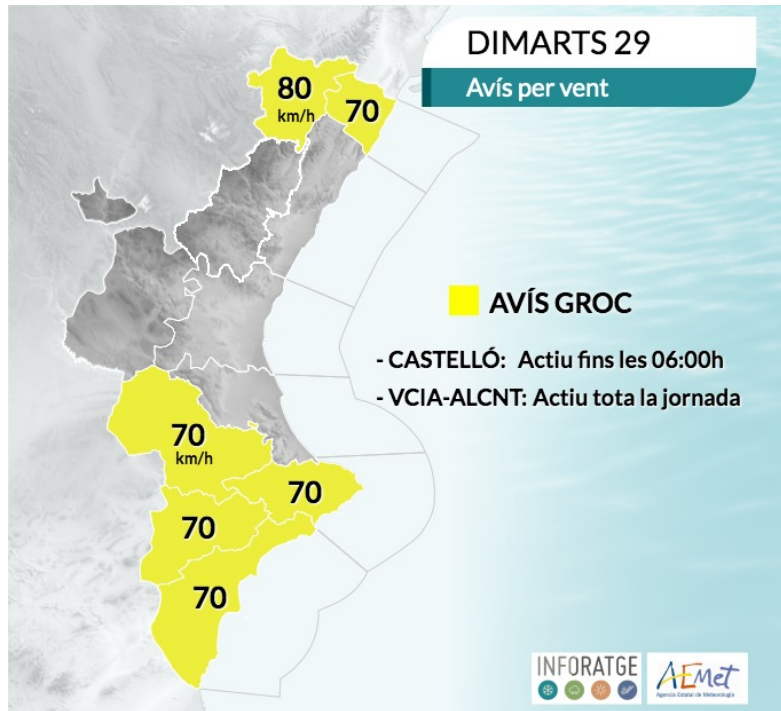 DIMARTS 29
Avís per vent
80
km/h
70
AVÍS GROC
- CASTELLÓ: Actiu fins les 06:00h
- VCIA-ALCNT: Actiu tota la jornada
70
km/h
70
70
70
INFORATGE
AEMet
Agencia Estatal de Meteorología